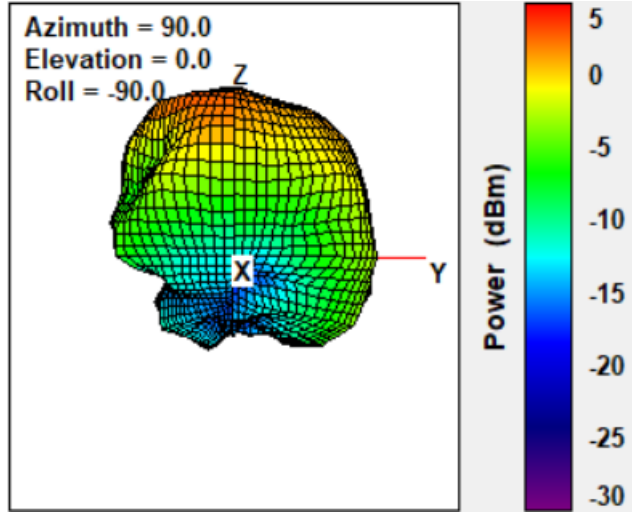 Azimuth = 90.0
Elevation = 0.0
Roll = -90.0
Z
X
Y
Power (dBm)
5
0
-5
-10
-15
-20
-25
-30